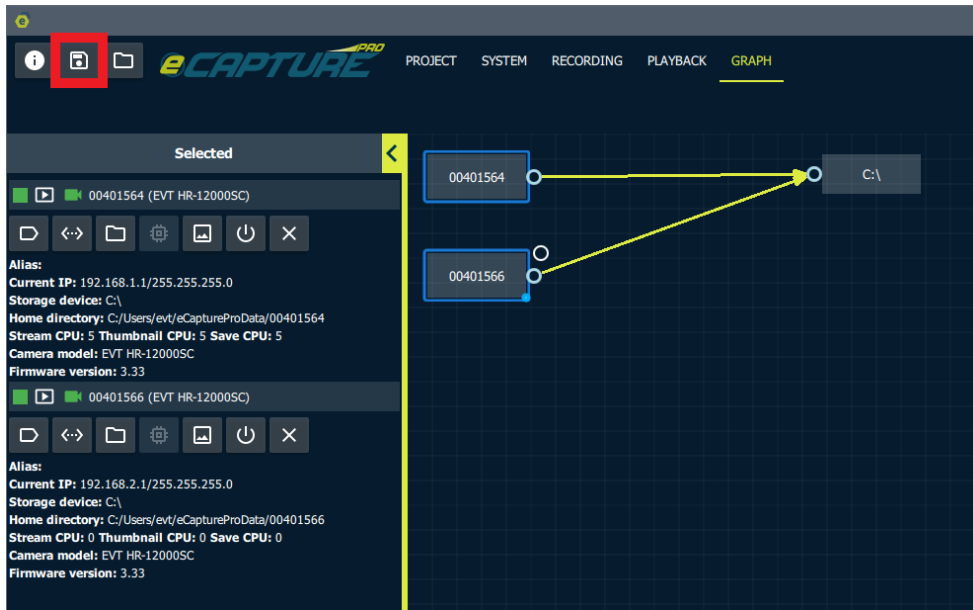 e
eCAPTURE PRO
PROJECT SYSTEM RECORDING PLAYBACK GRAPH
Selected
00401564 (EVT HR-12000SC)
Alias:
Current IP: 192.168.1.1/255.255.255.0
Storage device: C:\
Home directory: C:/Users/evt/eCaptureProData/00401564
Stream CPU: 5 Thumbnail CPU: 5 Save CPU: 5
Camera model: EVT HR-12000SC
Firmware version: 3.33
00401566 (EVT HR-12000SC)
Alias:
Current IP: 192.168.2.1/255.255.255.0
Storage device: C:\
Home directory: C:/Users/evt/eCaptureProData/00401566
Stream CPU: 0 Thumbnail CPU: 0 Save CPU: 0
Camera model: EVT HR-12000SC
Firmware version: 3.33
00401564
C:\
00401566